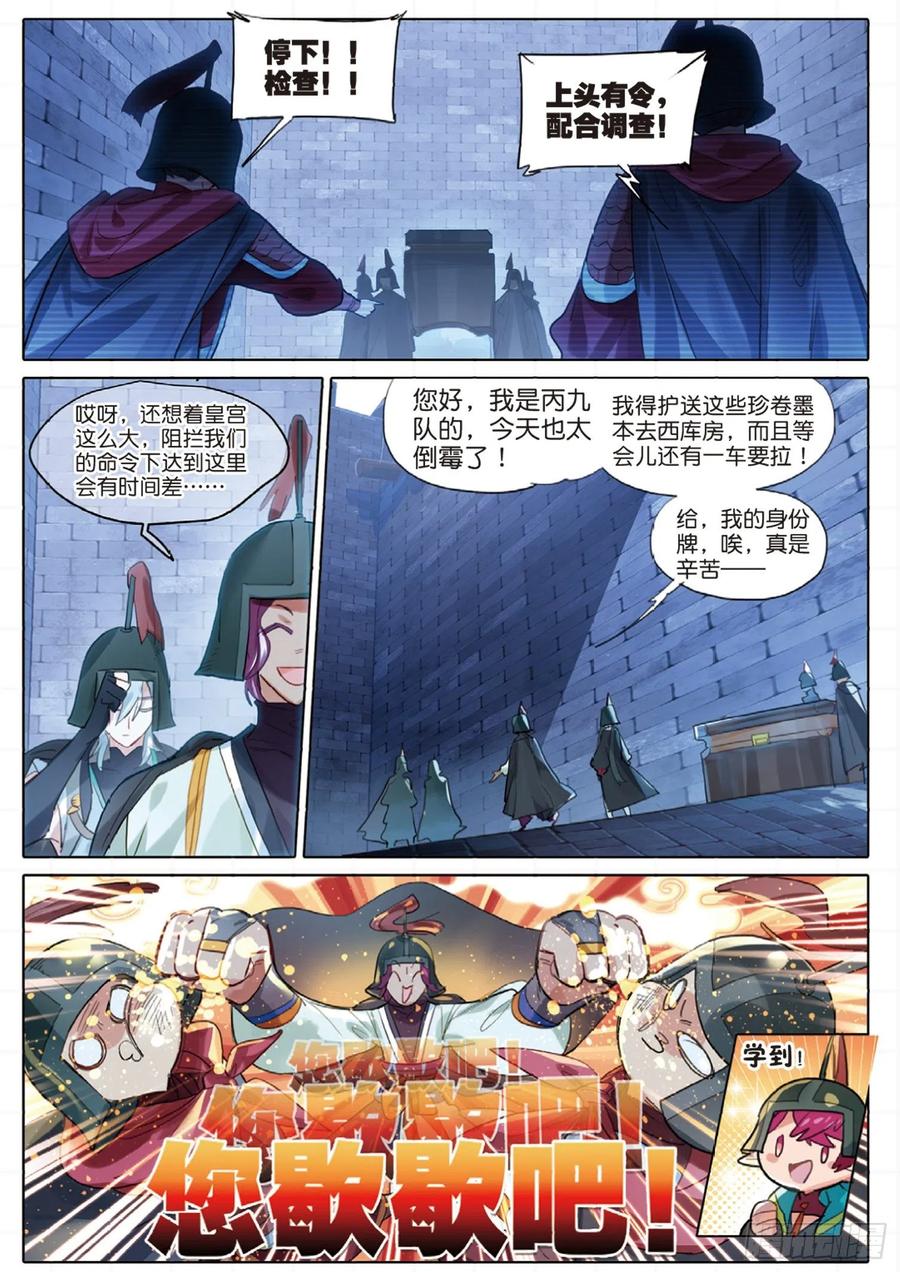 停下！！
检查！！
上头有令，
配合调查！
哎呀，还想着皇宫
这么大，阻拦我们
的命令下达到这里
会有时间差……
您好，我是丙九
队的，今天也太
倒霉了！
我得护送这些珍卷墨
本去西库房，而且等
会儿还有一车要拉！
给，我的身份
牌，唉，真是
辛苦——
您歇歇吧！
你歇歇吧！
您歇歇吧！
学到！